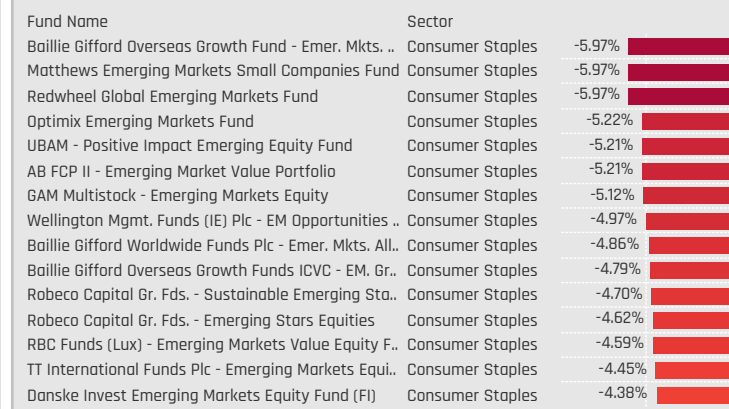 Fund Name Sector
Baillie Gifford Overseas Growth Fund - Emer. Mkts. .. Consumer Staples -5.97%
Matthews Emerging Markets Small Companies Fund Consumer Staples -5.97%
Redwheel Global Emerging Markets Fund Consumer Staples -5.97%
Optimix Emerging Markets Fund Consumer Staples -5.22%
UBAM - Positive Impact Emerging Equity Fund Consumer Staples -5.21%
AB FCP II - Emerging Market Value Portfolio Consumer Staples -5.21%
GAM Multistock - Emerging Markets Equity Consumer Staples -5.12%
Wellington Mgmt. Funds (IE) Plc - EM Opportunities .. Consumer Staples -4.97%
Baillie Gifford Worldwide Funds Plc - Emer. Mkts. All.. Consumer Staples -4.86%
Baillie Gifford Overseas Growth Funds ICVC - EM. Gr.. Consumer Staples -4.79%
Robeco Capital Gr. Fds. - Sustainable Emerging Sta.. Consumer Staples -4.70%
Robeco Capital Gr. Fds. - Emerging Stars Equities Consumer Staples -4.62%
RBC Funds (Lux) - Emerging Markets Value Equity F.. Consumer Staples -4.59%
TT International Funds Plc - Emerging Markets Equi.. Consumer Staples -4.45%
Danske Invest Emerging Markets Equity Fund (FI) Consumer Staples -4.38%